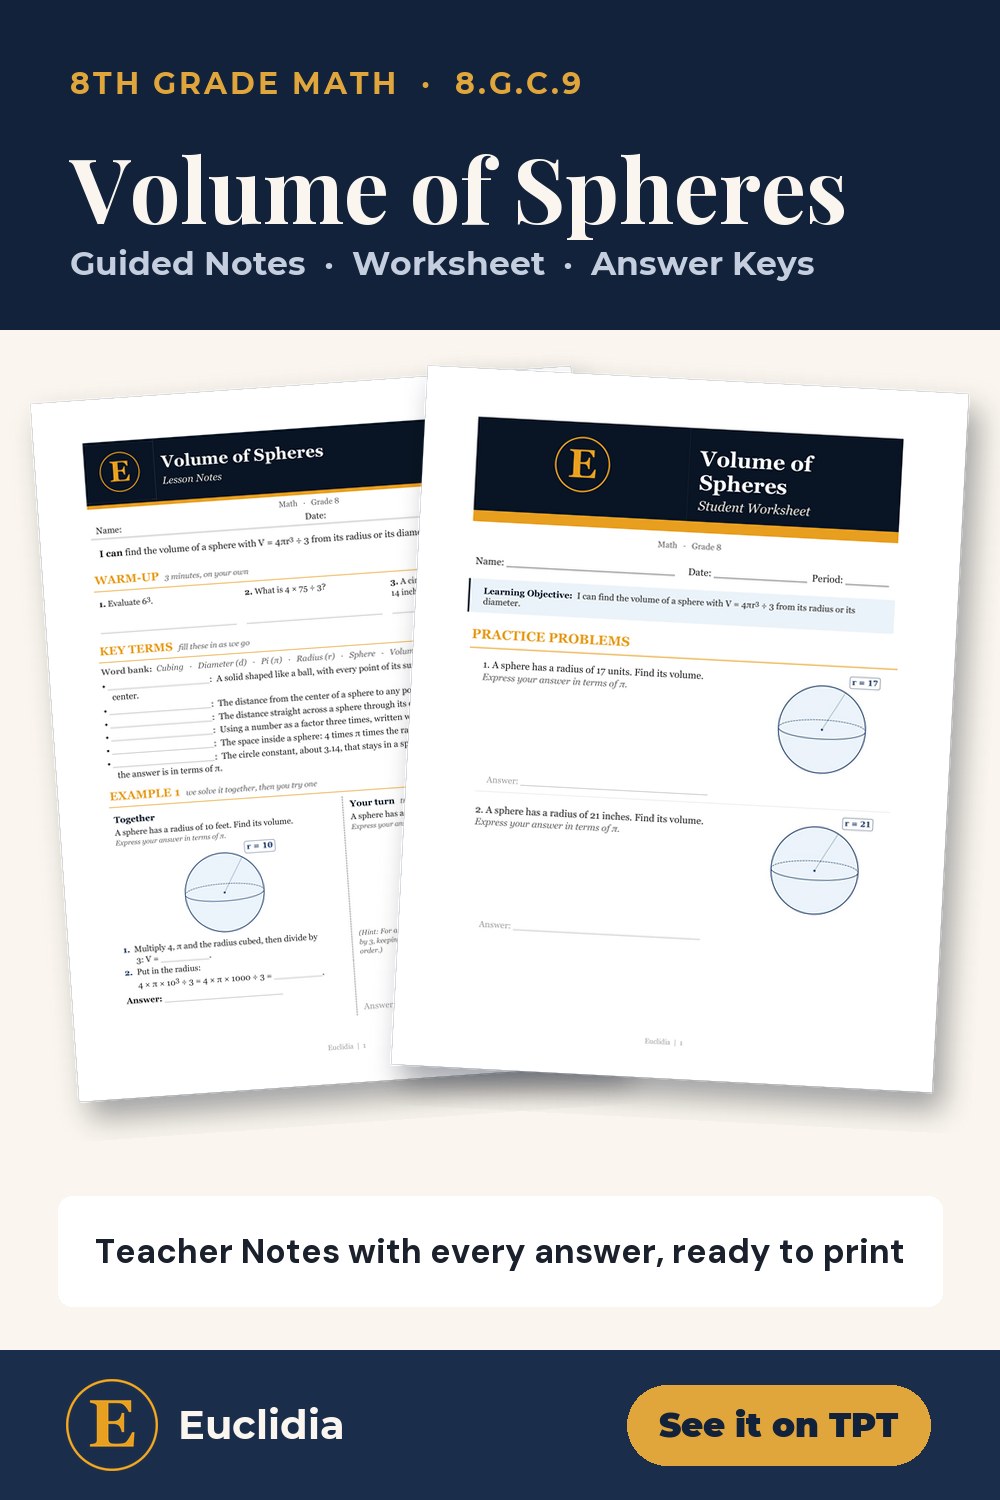 8TH GRADE MATH · 8.G.C.9
Volume of Spheres
Guided Notes · Worksheet · Answer Keys
E
Volume of Spheres
Lesson Notes
Math · Grade 8
Name:
Date:
I can find the volume of a sphere with V = 4πr³ ÷ 3 from its radius or its
WARM-UP 3 minutes, on your own
1. Evaluate 6³.
2. What is 4 × 75 ÷ 3?
3. A
14
KEY TERMS fill these in as we go
Word bank: Cubing · Diameter (d) · Pi (π) · Radius (r) · Sphere ·
• : A solid shaped like a ball, with every point of its
center.
• : The distance from the center of a sphere to any
• : The distance straight across a sphere through its
• : Using a number as a factor three times, written
• : The space inside a sphere: 4 times π times the
• : The circle constant, about 3.14, that stays in a
the answer is in terms of π.
EXAMPLE 1 we solve it together, then you try one
Together
A sphere has a radius of 10 feet. Find its volume.
Express your answer in terms of π.
r = 10
1. Multiply 4, π and the radius cubed, then divide by
3: V = .
2. Put in the radius:
4 × π × 10³ ÷ 3 = 4 × π × 1000 ÷ 3 = .
Answer:
Your turn
A sphere has a
Express your
(Hint: For
by 3,
order.)
Answer
Euclidia | 1
E
Volume of
Spheres
Student Worksheet
Math · Grade 8
Name: Date: Period:
Learning Objective: I can find the volume of a sphere with V = 4πr³ ÷ 3 from its radius or its
diameter.
PRACTICE PROBLEMS
1. A sphere has a radius of 17 units. Find its volume.
Express your answer in terms of π.
r = 17
Answer:
2. A sphere has a radius of 21 inches. Find its volume.
Express your answer in terms of π.
r = 21
Answer:
Euclidia | 1
Teacher Notes with every answer, ready to print
E
Euclidia
See it on TPT